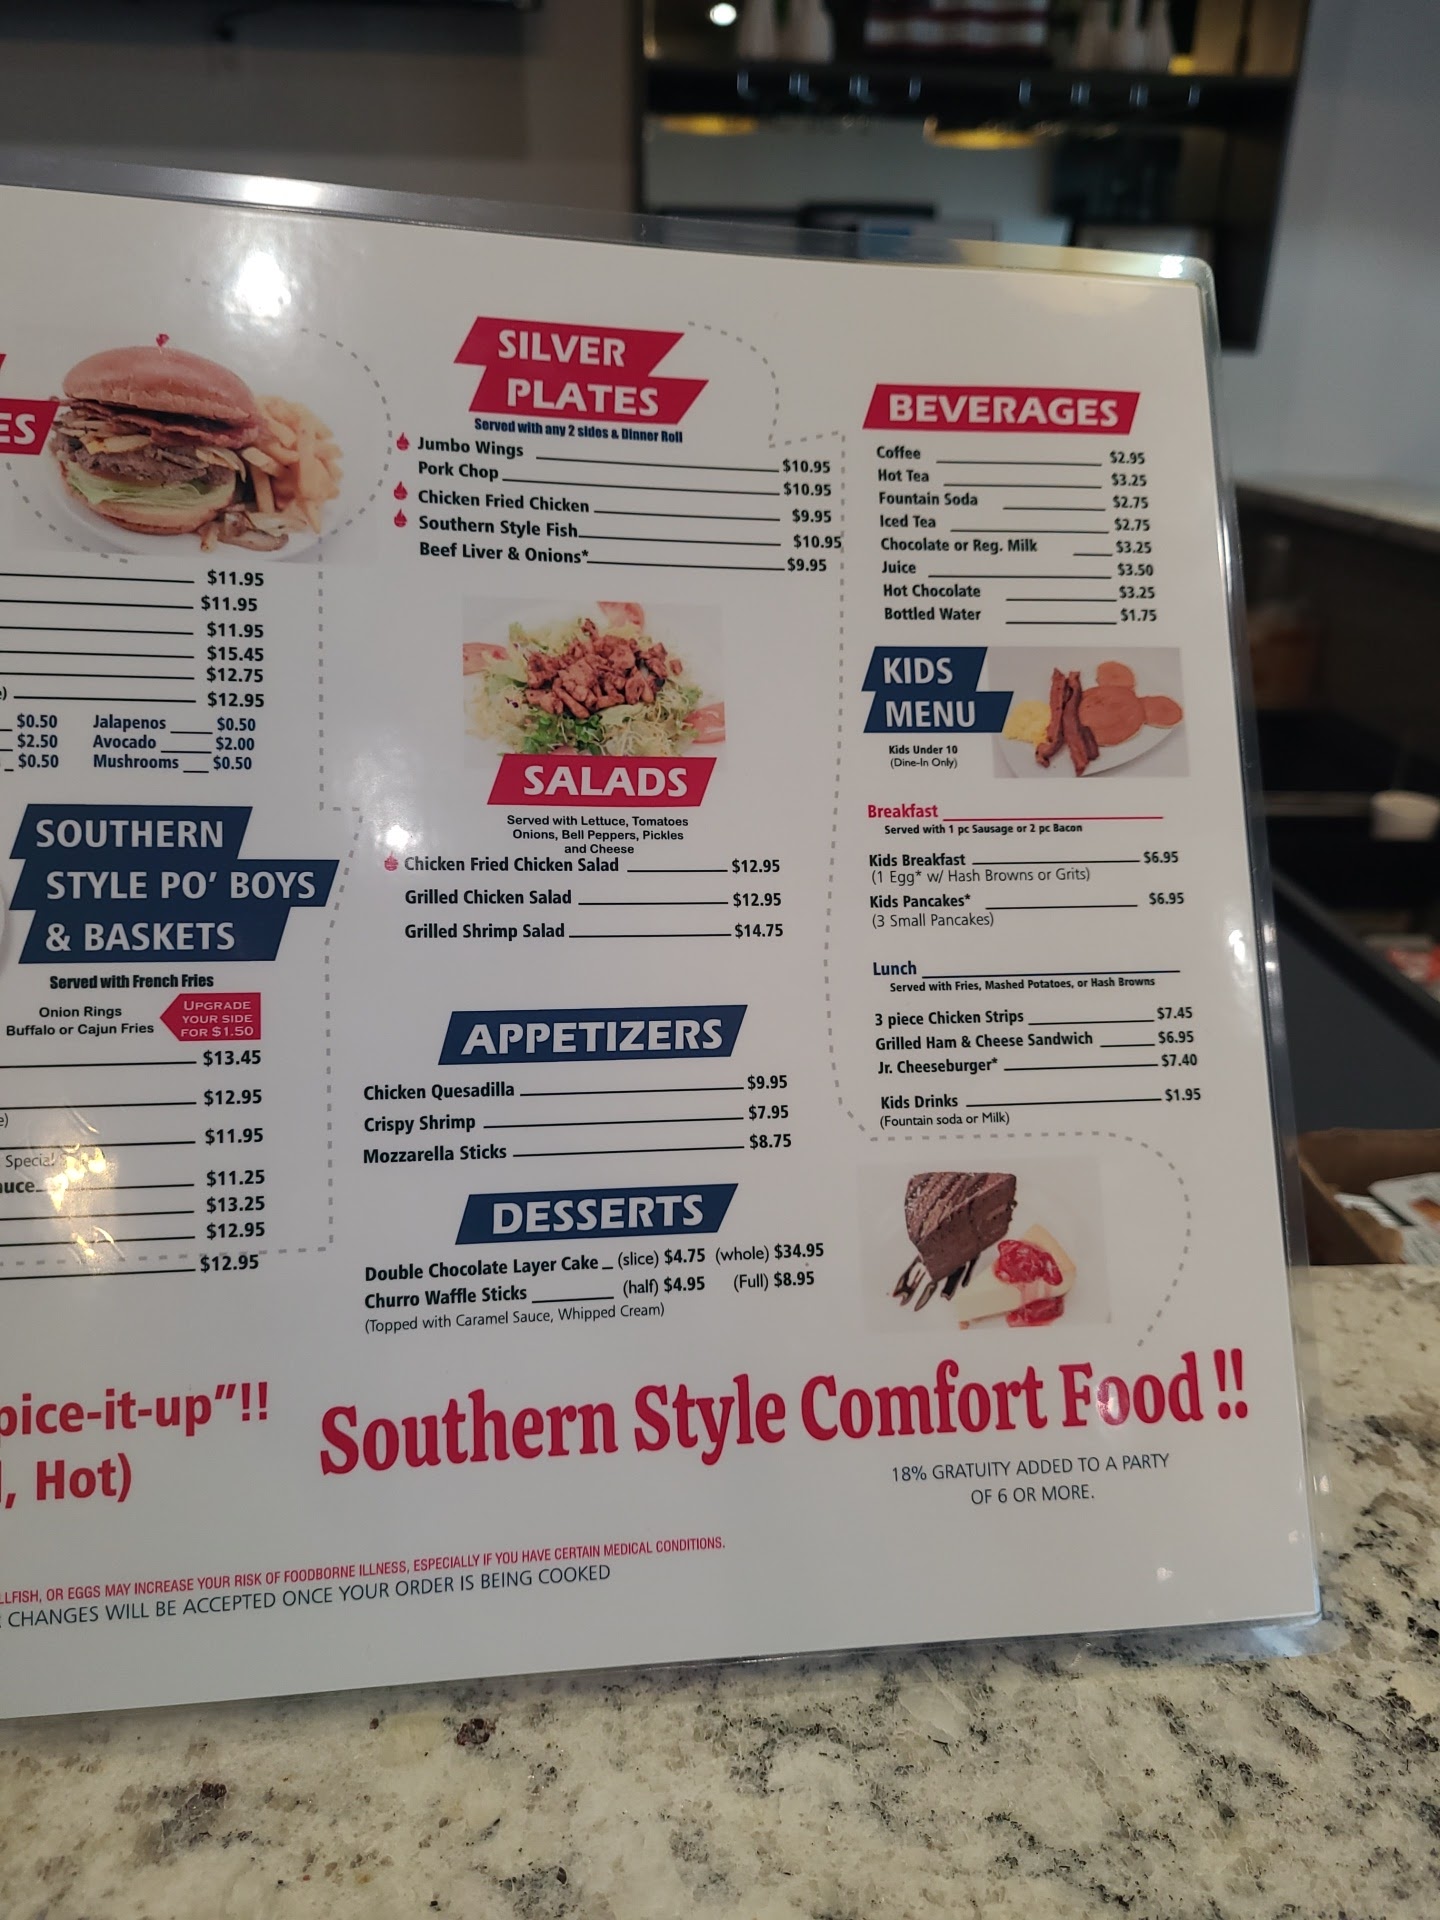 ES
$11.95
$11.95
$11.95
$15.45
$12.75
e) $12.95
$0.50 Jalapenos $0.50
$2.50 Avocado $2.00
$0.50 Mushrooms $0.50
SOUTHERN
STYLE PO' BOYS
& BASKETS
Served with French Fries
Onion Rings
Buffalo or Cajun Fries
UPGRADE
YOUR SIDE
FOR $1.50
$13.45
$12.95
e)
$11.95
Special
auce $11.25
$13.25
$12.95
$12.95
SILVER
PLATES
Served with any 2 sides & Dinner Roll
Jumbo Wings $10.95
Pork Chop $10.95
Chicken Fried Chicken $9.95
Southern Style Fish $10.95
Beef Liver & Onions* $9.95
SALADS
Served with Lettuce, Tomatoes
Onions, Bell Peppers, Pickles
and Cheese
Chicken Fried Chicken Salad $12.95
Grilled Chicken Salad $12.95
Grilled Shrimp Salad $14.75
APPETIZERS
Chicken Quesadilla $9.95
Crispy Shrimp $7.95
Mozzarella Sticks $8.75
DESSERTS
Double Chocolate Layer Cake (slice) $4.75 (whole) $34.95
Churro Waffle Sticks (half) $4.95 (Full) $8.95
(Topped with Caramel Sauce, Whipped Cream)
BEVERAGES
Coffee $2.95
Hot Tea $3.25
Fountain Soda $2.75
Iced Tea $2.75
Chocolate or Reg. Milk $3.25
Juice $3.50
Hot Chocolate $3.25
Bottled Water $1.75
KIDS
MENU
Kids Under 10
(Dine-In Only)
Breakfast
Served with 1 pc Sausage or 2 pc Bacon
Kids Breakfast $6.95
(1 Egg* w/ Hash Browns or Grits)
Kids Pancakes* $6.95
(3 Small Pancakes)
Lunch
Served with Fries, Mashed Potatoes, or Hash Browns
3 piece Chicken Strips $7.45
Grilled Ham & Cheese Sandwich $6.95
Jr. Cheeseburger* $7.40
Kids Drinks $1.95
(Fountain soda or Milk)
pice-it-up"!!
, Hot)
Southern Style Comfort Food !!
18% GRATUITY ADDED TO A PARTY
OF 6 OR MORE.
LLFISH, OR EGGS MAY INCREASE YOUR RISK OF FOODBORNE ILLNESS, ESPECIALLY IF YOU HAVE CERTAIN MEDICAL CONDITIONS.
CHANGES WILL BE ACCEPTED ONCE YOUR ORDER IS BEING COOKED